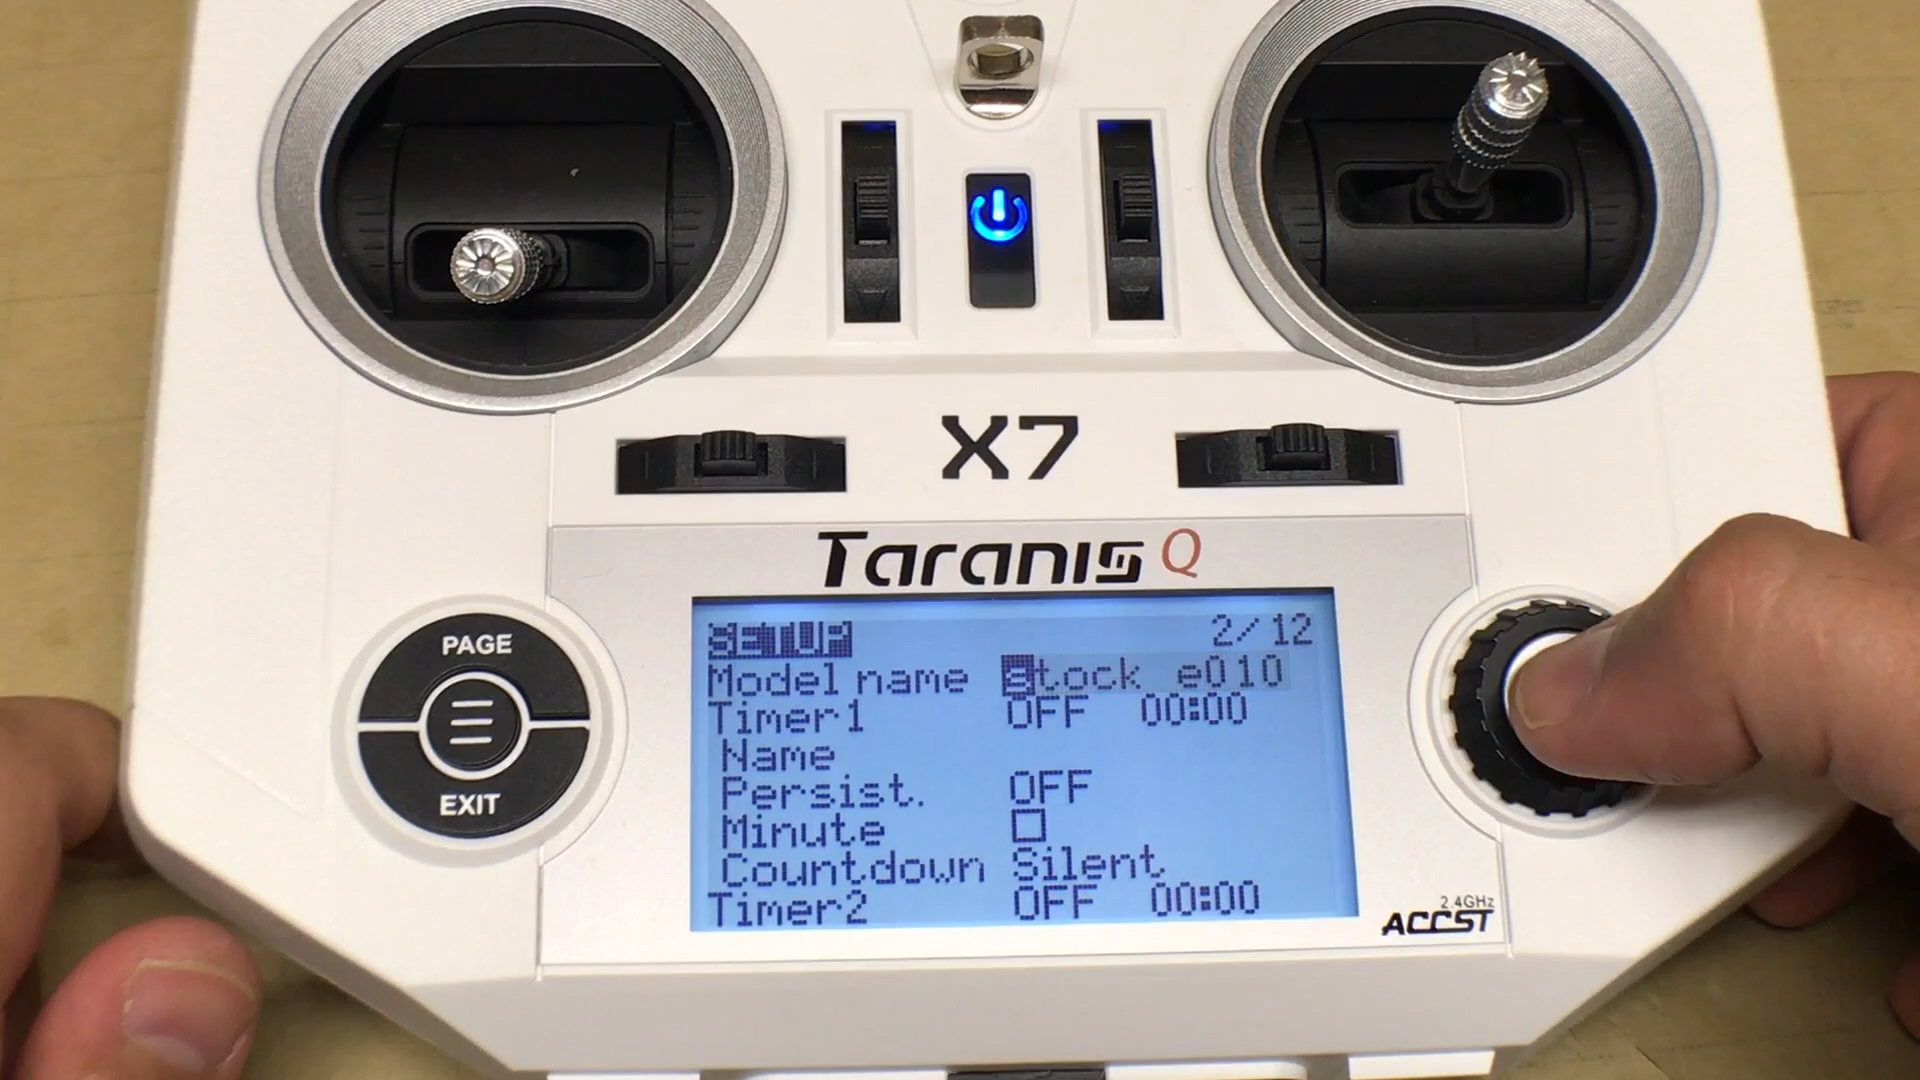 X7
Taranis Q
PAGE
EXIT
SETUP 2/12
Model name stock e010
Timer1 OFF 00:00
Name
Persist. OFF
Minute
Countdown Silent
Timer2 OFF 00:00
2.4GHz
ACCST